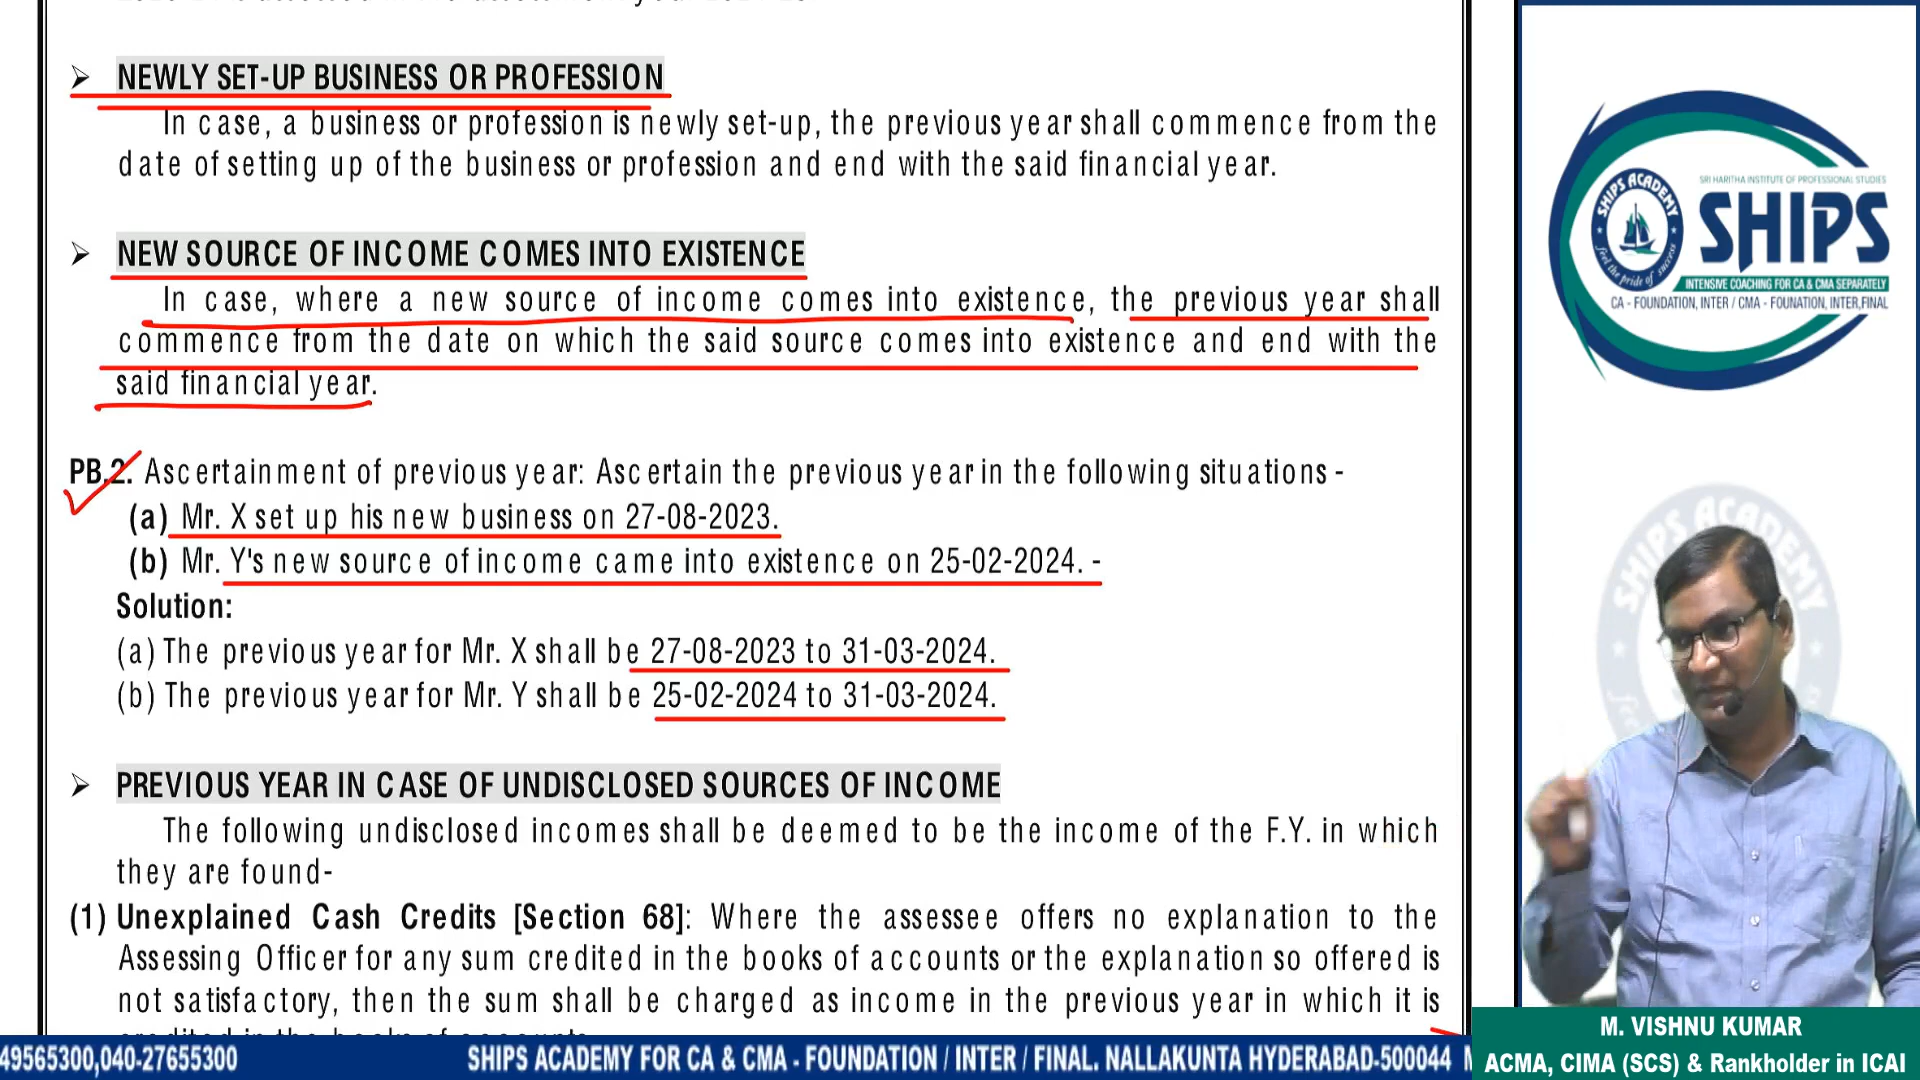 NEWLY SET-UP BUSINESS OR PROFESSION
In case, a business or profession is newly set-up, the previous year shall commence from the
date of setting up of the business or profession and end with the said financial year.
NEW SOURCE OF INCOME COMES INTO EXISTENCE
In case, where a new source of income comes into existence, the previous year shall
commence from the date on which the said source comes into existence and end with the
said financial year.
PB.2. Ascertainment of previous year: Ascertain the previous year in the following situations -
(a) Mr. X set up his new business on 27-08-2023.
(b) Mr. Y's new source of income came into existence on 25-02-2024. -
Solution:
(a) The previous year for Mr. X shall be 27-08-2023 to 31-03-2024.
(b) The previous year for Mr. Y shall be 25-02-2024 to 31-03-2024.
PREVIOUS YEAR IN CASE OF UNDISCLOSED SOURCES OF INCOME
The following undisclosed incomes shall be deemed to be the income of the F.Y. in which
they are found-
(1) Unexplained Cash Credits [Section 68]: Where the assessee offers no explanation to the
Assessing Officer for any sum credited in the books of accounts or the explanation so offered is
not satisfactory, then the sum shall be charged as income in the previous year in which it is
SRI HARITHA INSTITUTE OF PROFESSIONAL STUDIES
SHIPS ACADEMY
feel the pride of success
SHIPS
INTENSIVE COACHING FOR CA & CMA SEPARATELY
CA - FOUNDATION, INTER / CMA - FOUNATION, INTER,FINAL
SHIPS ACADEMY
M. VISHNU KUMAR
ACMA, CIMA (SCS) & Rankholder in ICAI
49565300,040-27655300 SHIPS ACADEMY FOR CA & CMA - FOUNDATION / INTER / FINAL. NALLAKUNTA HYDERABAD-500044